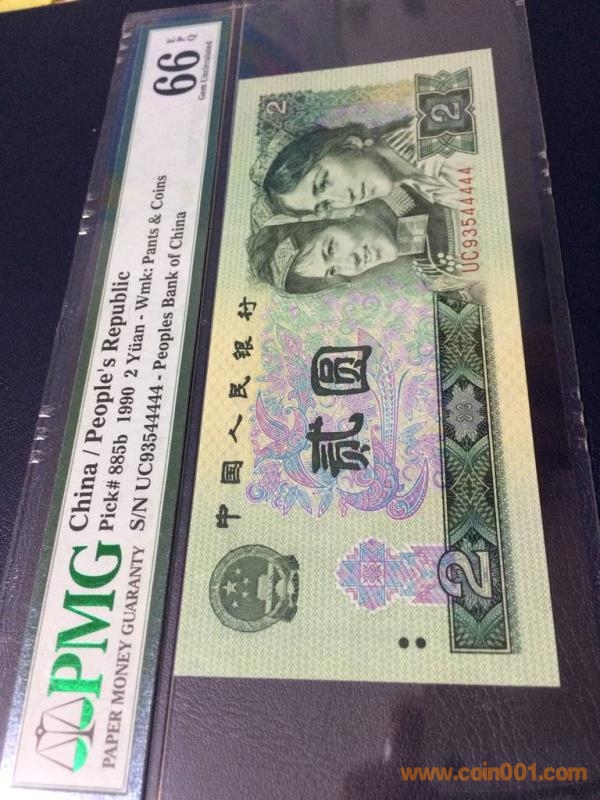 PMG
PAPER MONEY GUARANTY
China / People's Republic
Pick# 885b 1990 2 Yüan - Wmk: Pants & Coins
S/N UC93544444 - Peoples Bank of China
66 EPQ
Gem Uncirculated
中国人民银行
贰圆
2
2
2
UC93544444
www.coin001.com